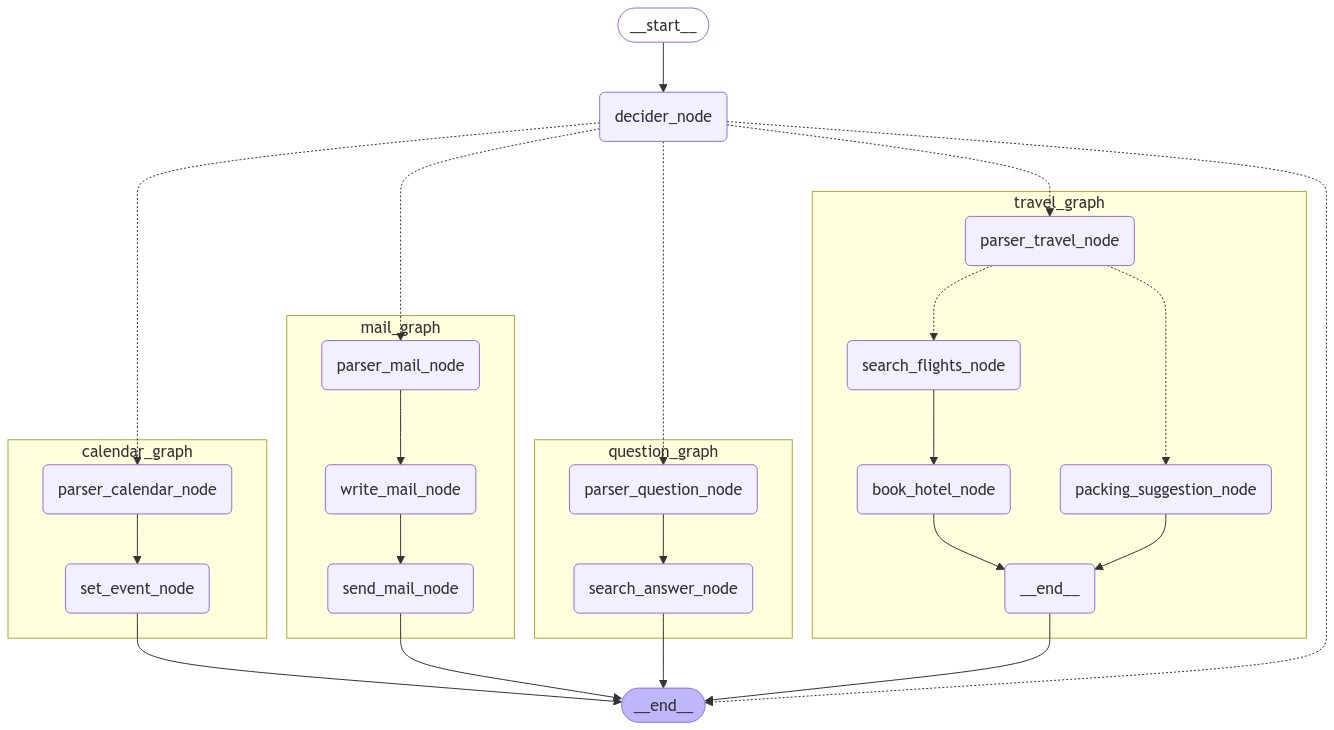 __start__
decider_node
travel_graph
parser_travel_node
mail_graph
parser_mail_node
search_flights_node
calendar_graph
question_graph
parser_calendar_node
write_mail_node
parser_question_node
book_hotel_node
packing_suggestion_node
set_event_node
send_mail_node
search_answer_node
__end__
__end__